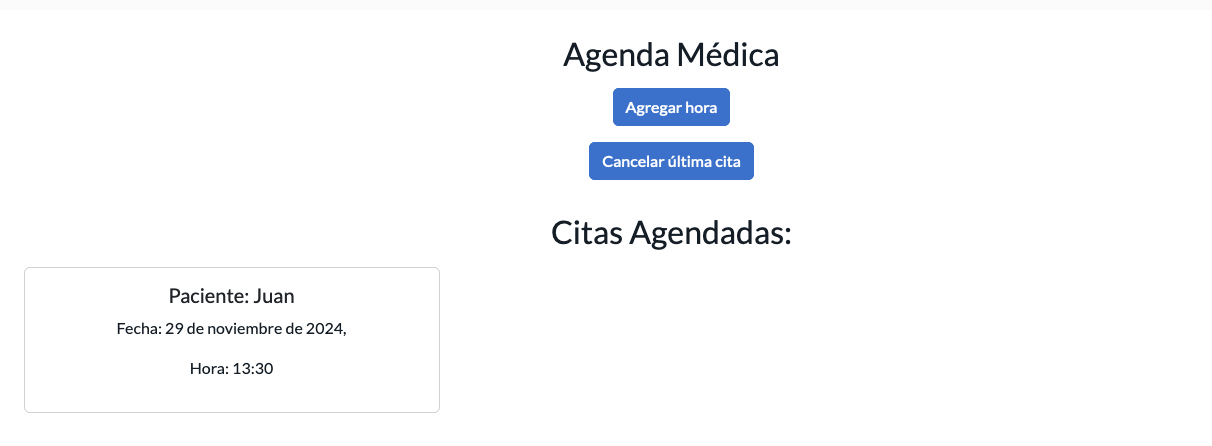 Agenda Médica
Agregar hora
Cancelar última cita
Citas Agendadas:
Paciente: Juan
Fecha: 29 de noviembre de 2024,
Hora: 13:30